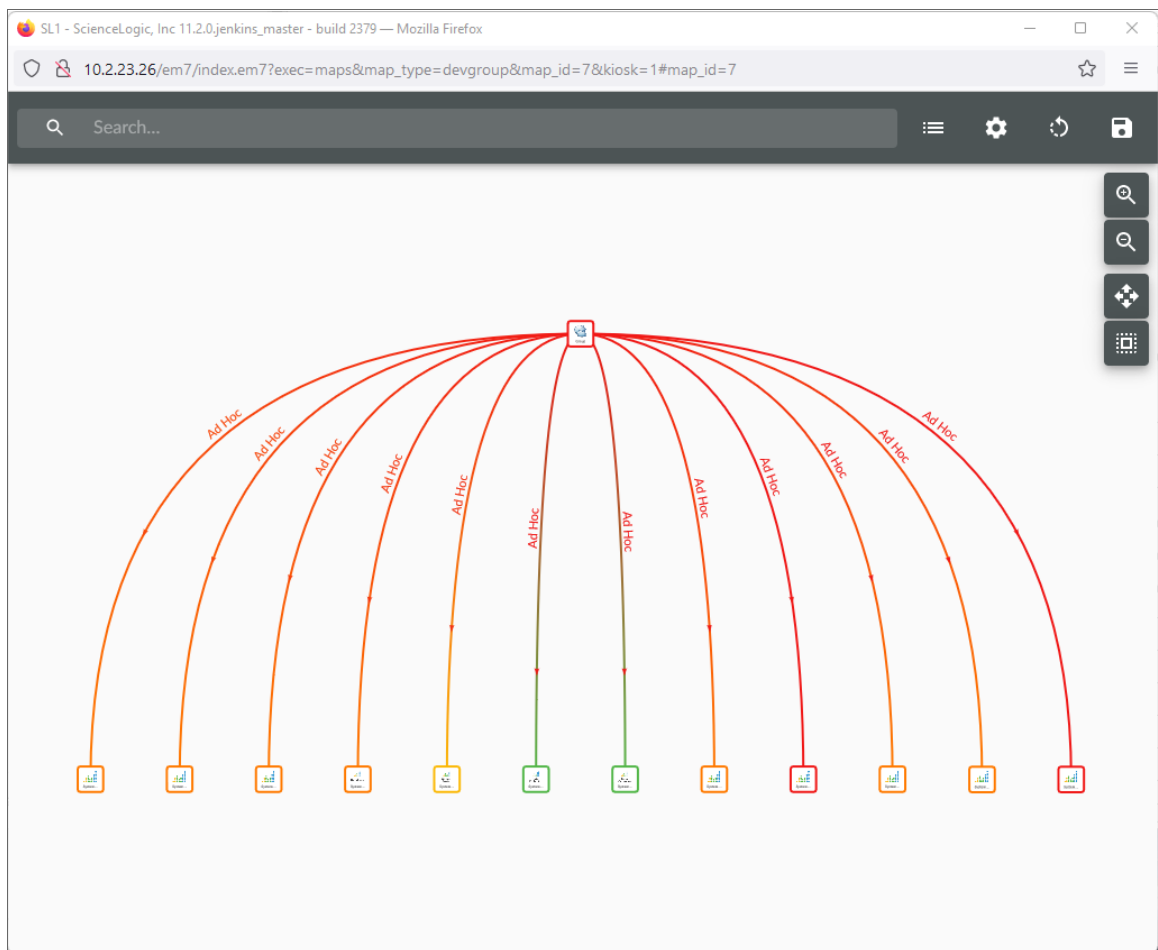 SL1 - ScienceLogic, Inc 11.2.0.jenkins_master - build 2379 — Mozilla Firefox
10.2.23.26/em7/index.em7?exec=maps&map_type=devgroup&map_id=7&kiosk=1#map_id=7
Search...
Ad Hoc
Ad Hoc
Ad Hoc
Ad Hoc
Ad Hoc
Ad Hoc
Ad Hoc
Ad Hoc
Ad Hoc
Ad Hoc
Ad Hoc
Ad Hoc